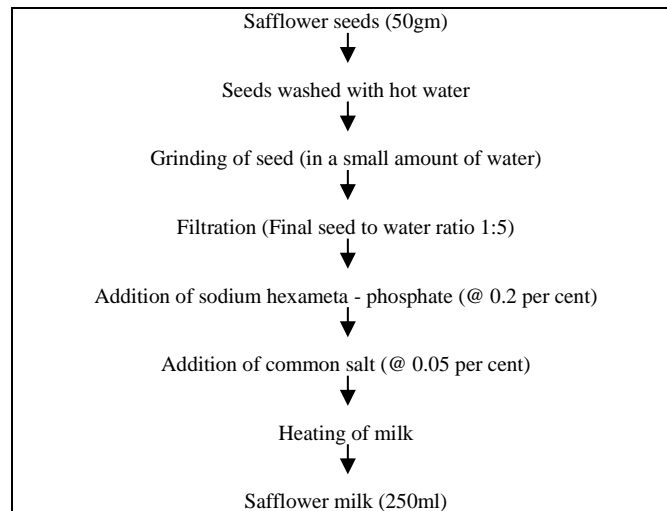 Safflower seeds (50gm)
Seeds washed with hot water
Grinding of seed (in a small amount of water)
Filtration (Final seed to water ratio 1:5)
Addition of sodium hexameta - phosphate (@ 0.2 per cent)
Addition of common salt (@ 0.05 per cent)
Heating of milk
Safflower milk (250ml)